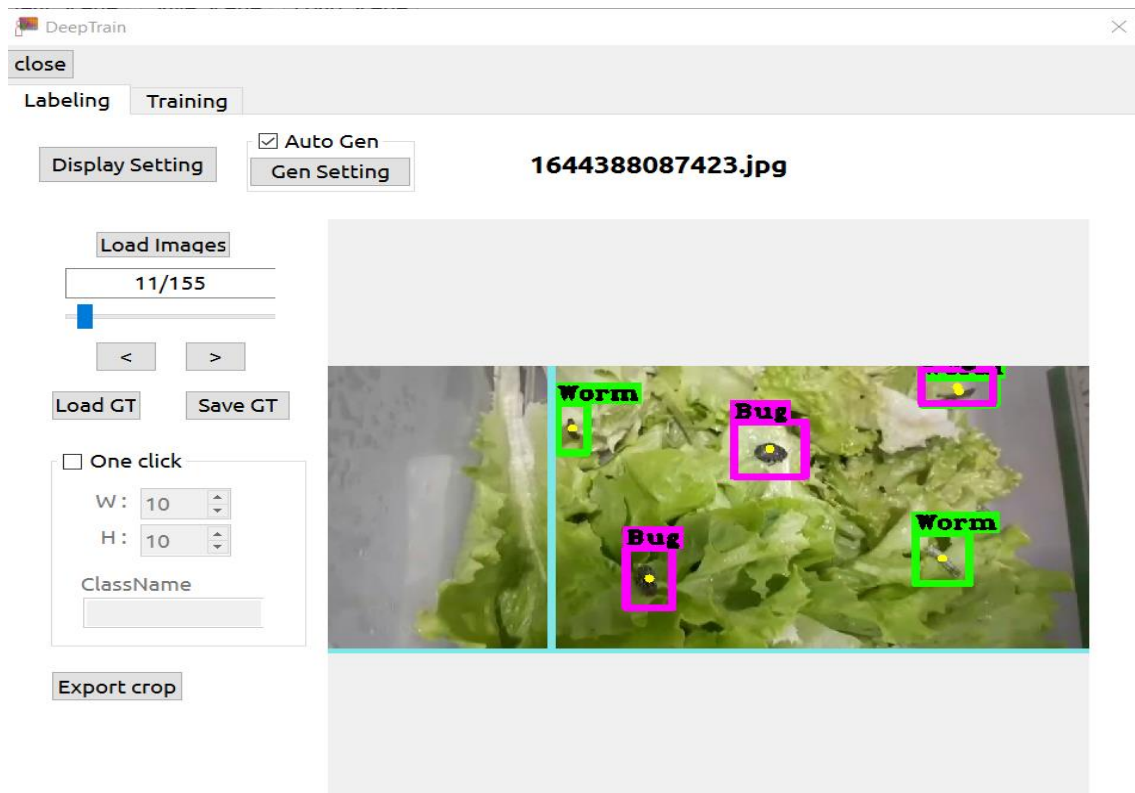 DeepTrain
close
Labeling Training
Display Setting
Auto Gen
Gen Setting
1644388087423.jpg
Load Images
11/155
< >
Load GT Save GT
One click
W: 10
H: 10
ClassName
Export crop
Worm
Bug
Worm
Bug